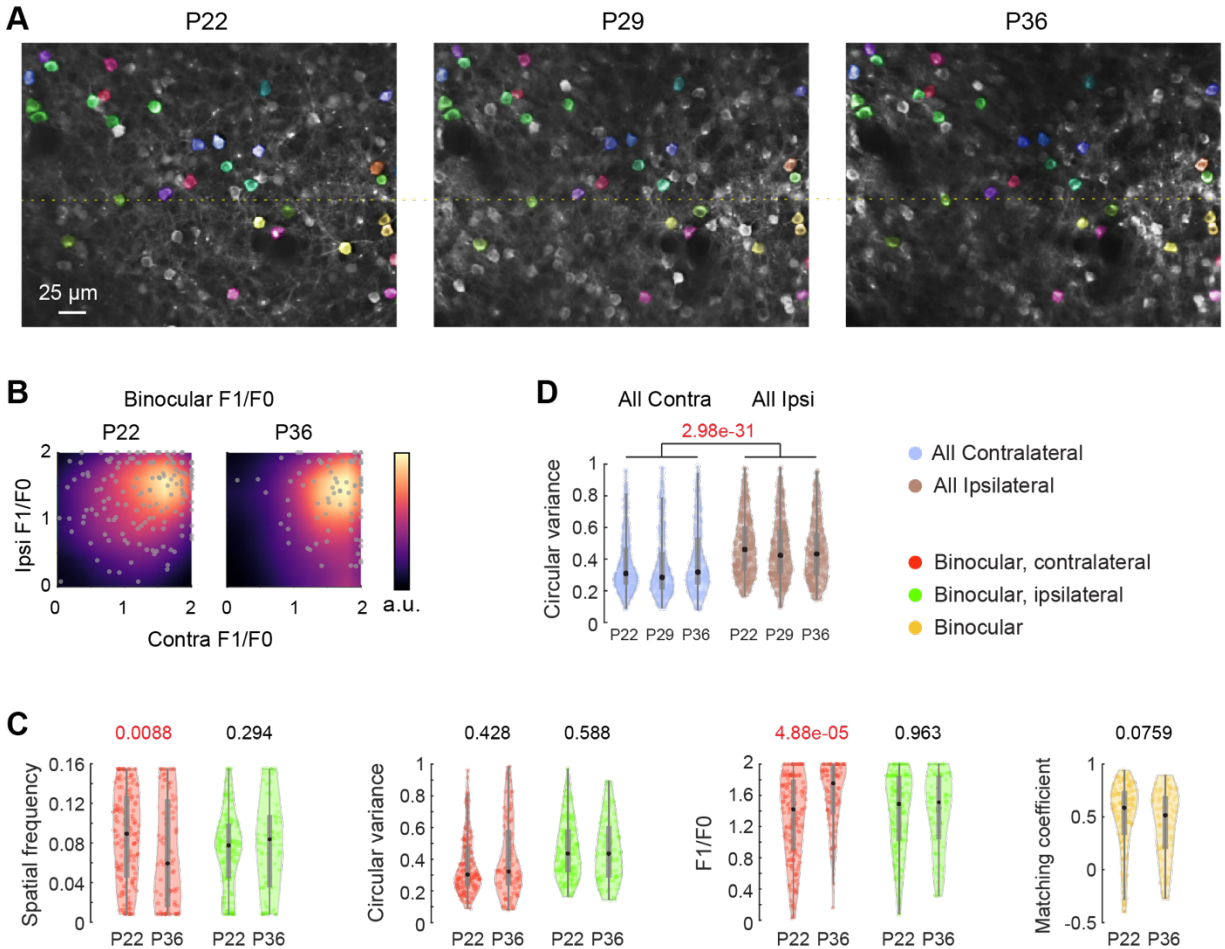 A
P22 P29 P36
25 µm
B
Binocular F1/F0
P22 P36
2
1
0
Ipsi F1/F0
0 1 2 0 1 2
Contra F1/F0
a.u.
D
All Contra All Ipsi
2.98e-31
1
0.8
0.6
0.4
0.2
0
Circular variance
P22 P29 P36 P22 P29 P36
All Contralateral
All Ipsilateral
Binocular, contralateral
Binocular, ipsilateral
Binocular
C
0.0088 0.294
0.16
0.12
0.08
0.04
0
Spatial frequency
P22 P36 P22 P36
0.428 0.588
1
0.8
0.6
0.4
0.2
0
Circular variance
P22 P36 P22 P36
4.88e-05 0.963
2
1.6
1.2
0.8
0.4
0
F1/F0
P22 P36 P22 P36
0.0759
1
0.5
0
-0.5
Matching coefficient
P22 P36